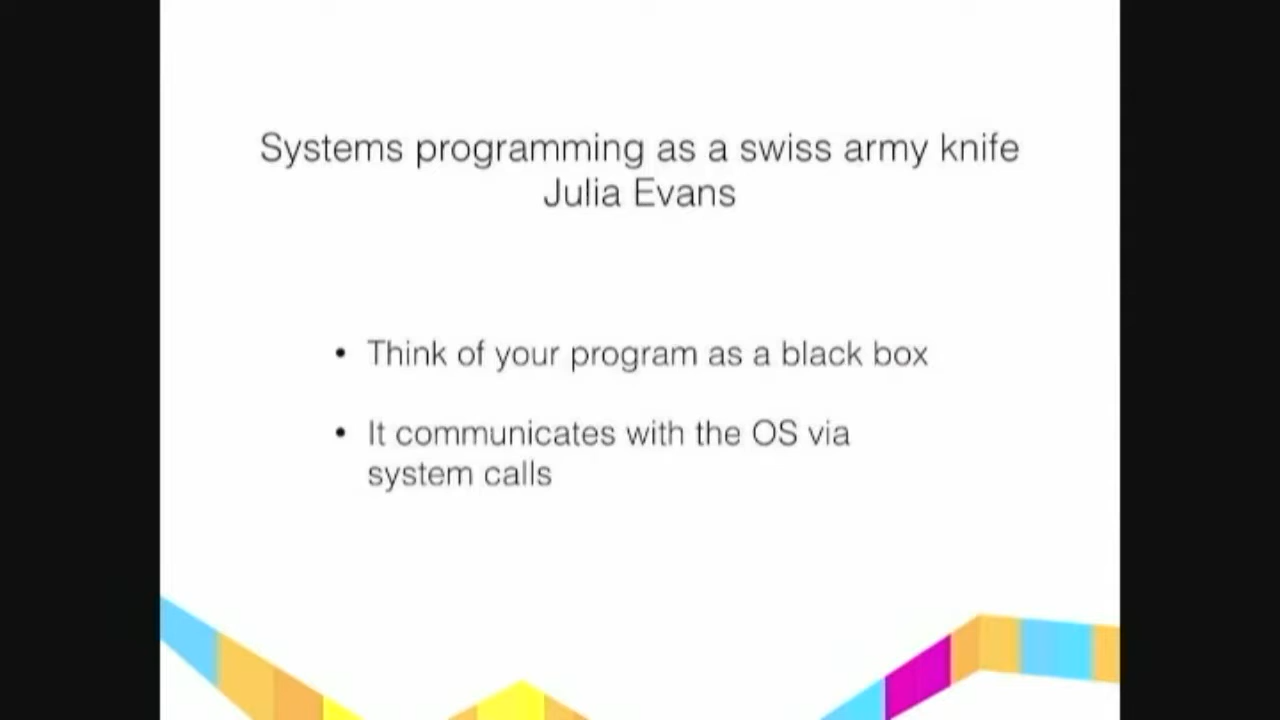 Systems programming as a swiss army knife
Julia Evans
• Think of your program as a black box
• It communicates with the OS via
system calls